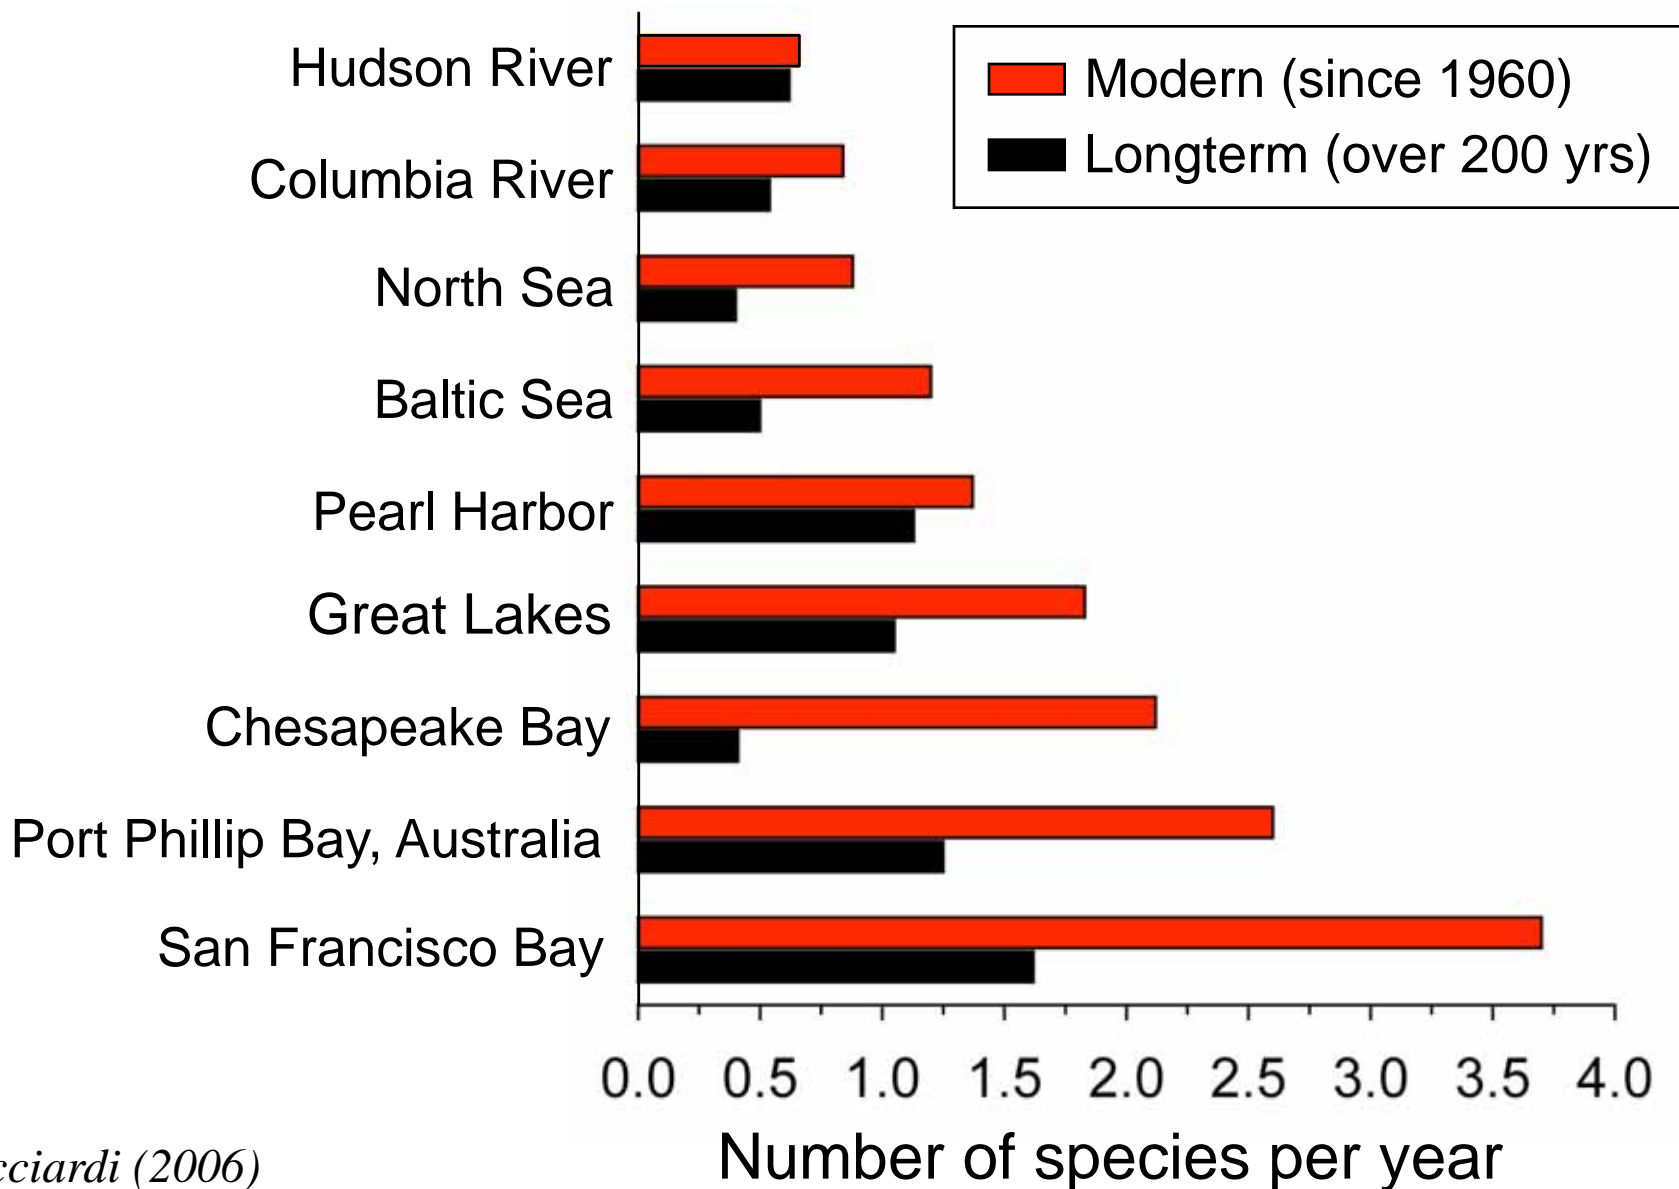 Hudson River
Columbia River
North Sea
Baltic Sea
Pearl Harbor
Great Lakes
Chesapeake Bay
Port Phillip Bay, Australia
San Francisco Bay
Modern (since 1960)
Longterm (over 200 yrs)
0.0 0.5 1.0 1.5 2.0 2.5 3.0 3.5 4.0
Number of species per year
(2006)